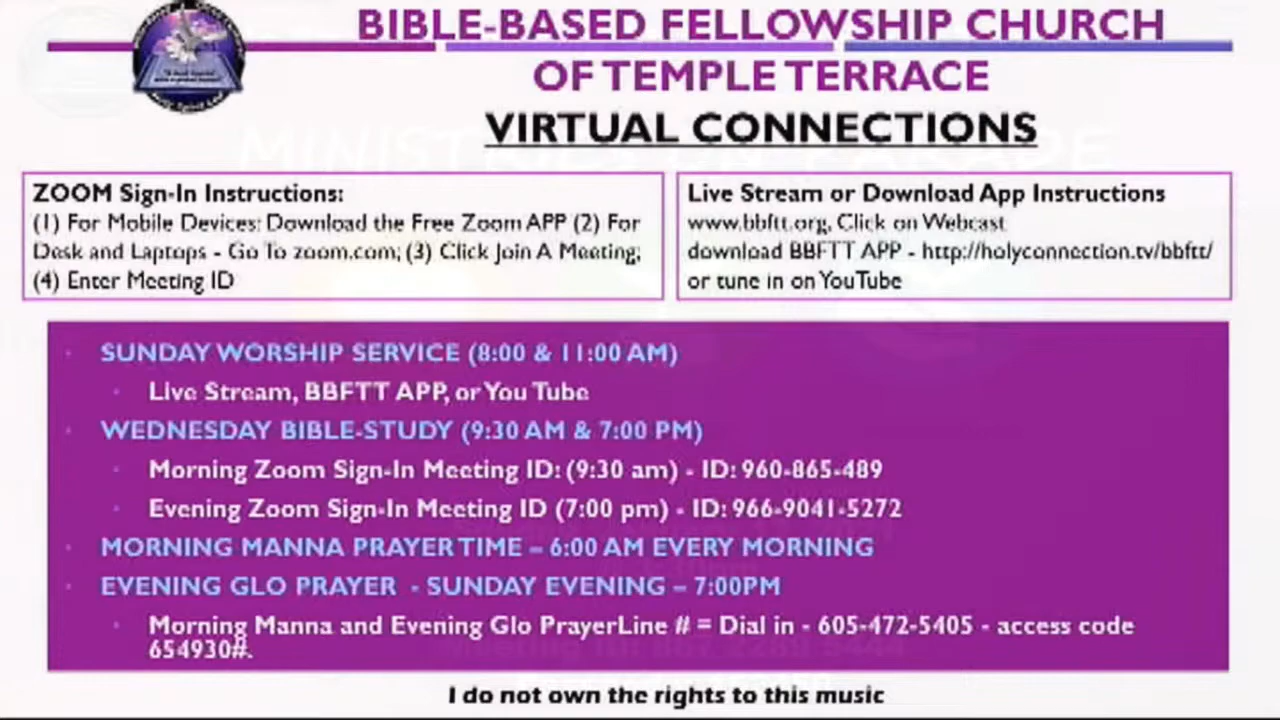 BIBLE-BASED FELLOWSHIP CHURCH
OF TEMPLE TERRACE
VIRTUAL CONNECTIONS
ZOOM Sign-In Instructions:
(1) For Mobile Devices: Download the Free Zoom APP (2) For
Desk and Laptops - Go To zoom.com; (3) Click Join A Meeting;
(4) Enter Meeting ID
Live Stream or Download App Instructions
www.bbftt.org, Click on Webcast
download BBFTT APP - http://holyconnection.tv/bbftt/
or tune in on YouTube
SUNDAY WORSHIP SERVICE (8:00 & 11:00 AM)
Live Stream, BBFTT APP, or You Tube
WEDNESDAY BIBLE-STUDY (9:30 AM & 7:00 PM)
Morning Zoom Sign-In Meeting ID: (9:30 am) - ID: 960-865-489
Evening Zoom Sign-In Meeting ID (7:00 pm) - ID: 966-9041-5272
MORNING MANNA PRAYERTIME – 6:00 AM EVERY MORNING
EVENING GLO PRAYER - SUNDAY EVENING – 7:00PM
Morning Manna and Evening Glo PrayerLine # = Dial in - 605-472-5405 - access code
654930#.
I do not own the rights to this music